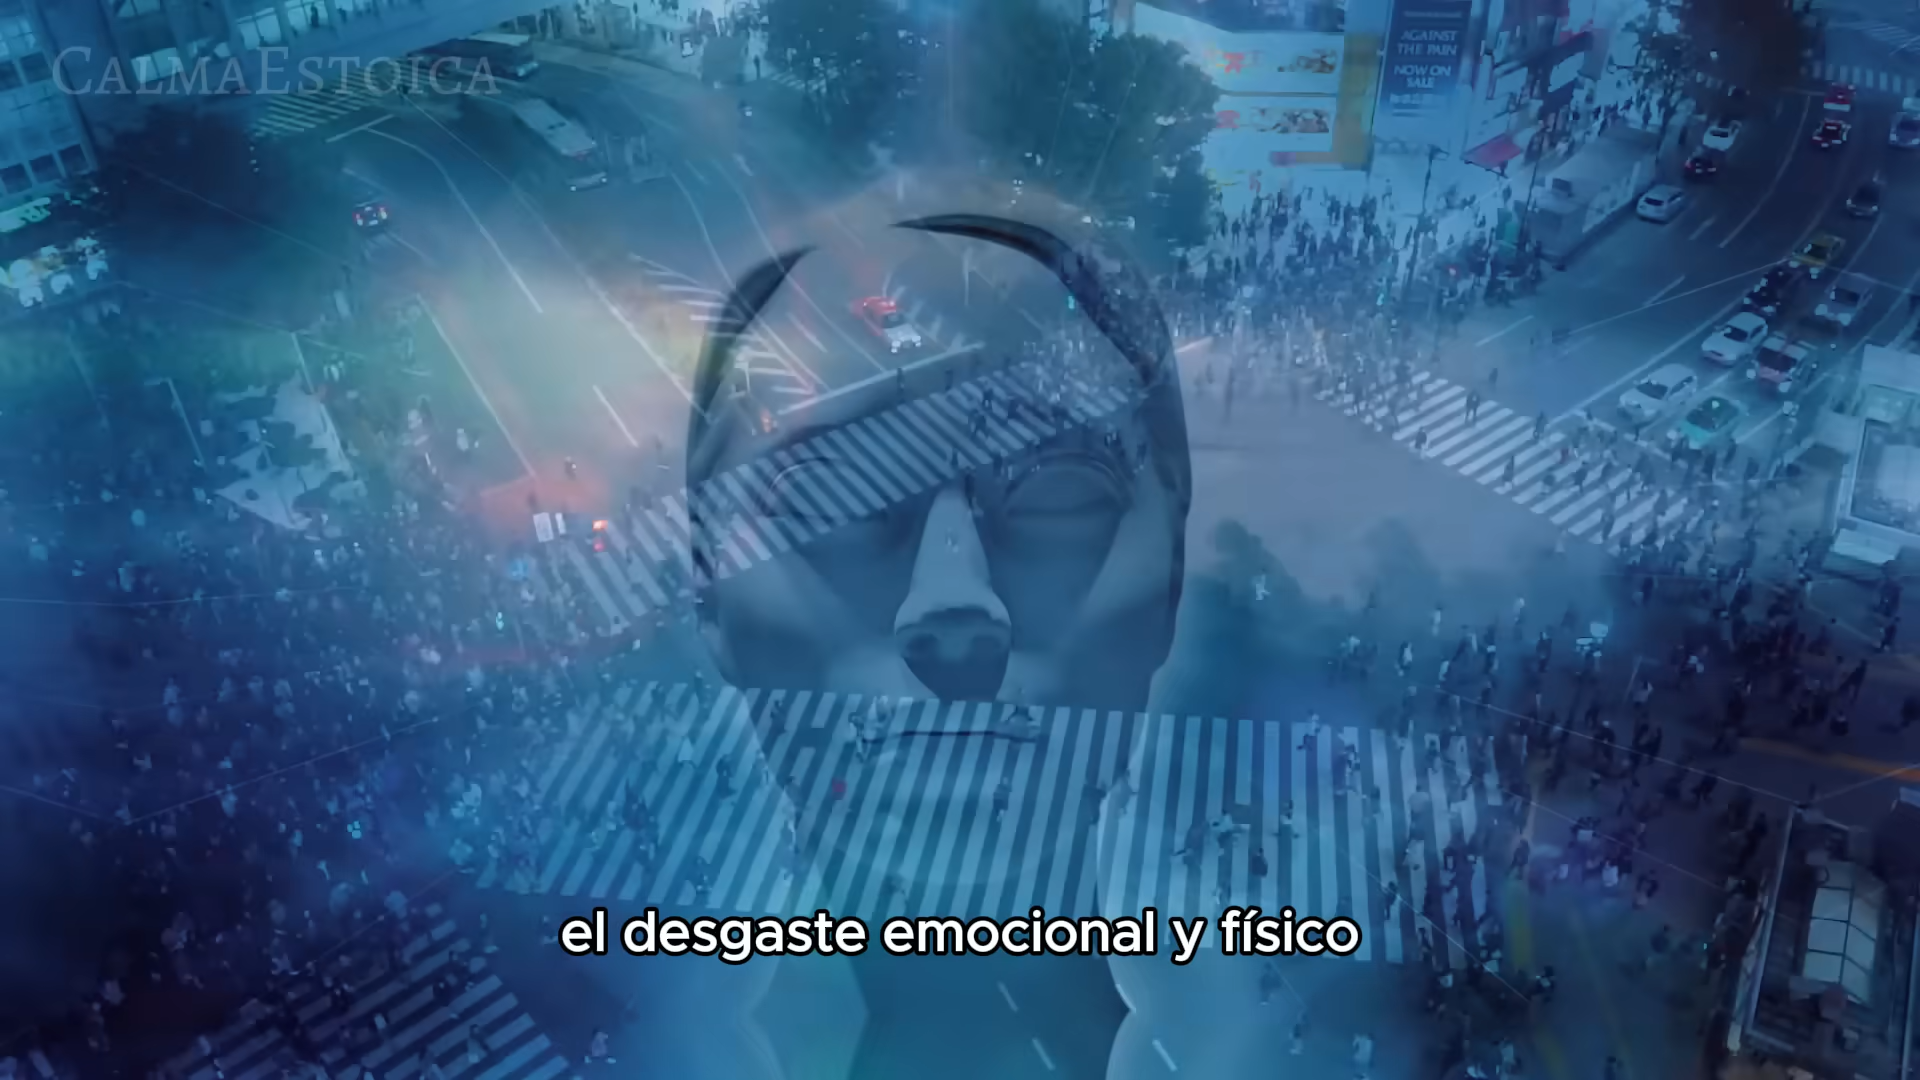 CALMAESTOICA
AGAINST
THE PAIN
NOW ON
SALE
el desgaste emocional y físico